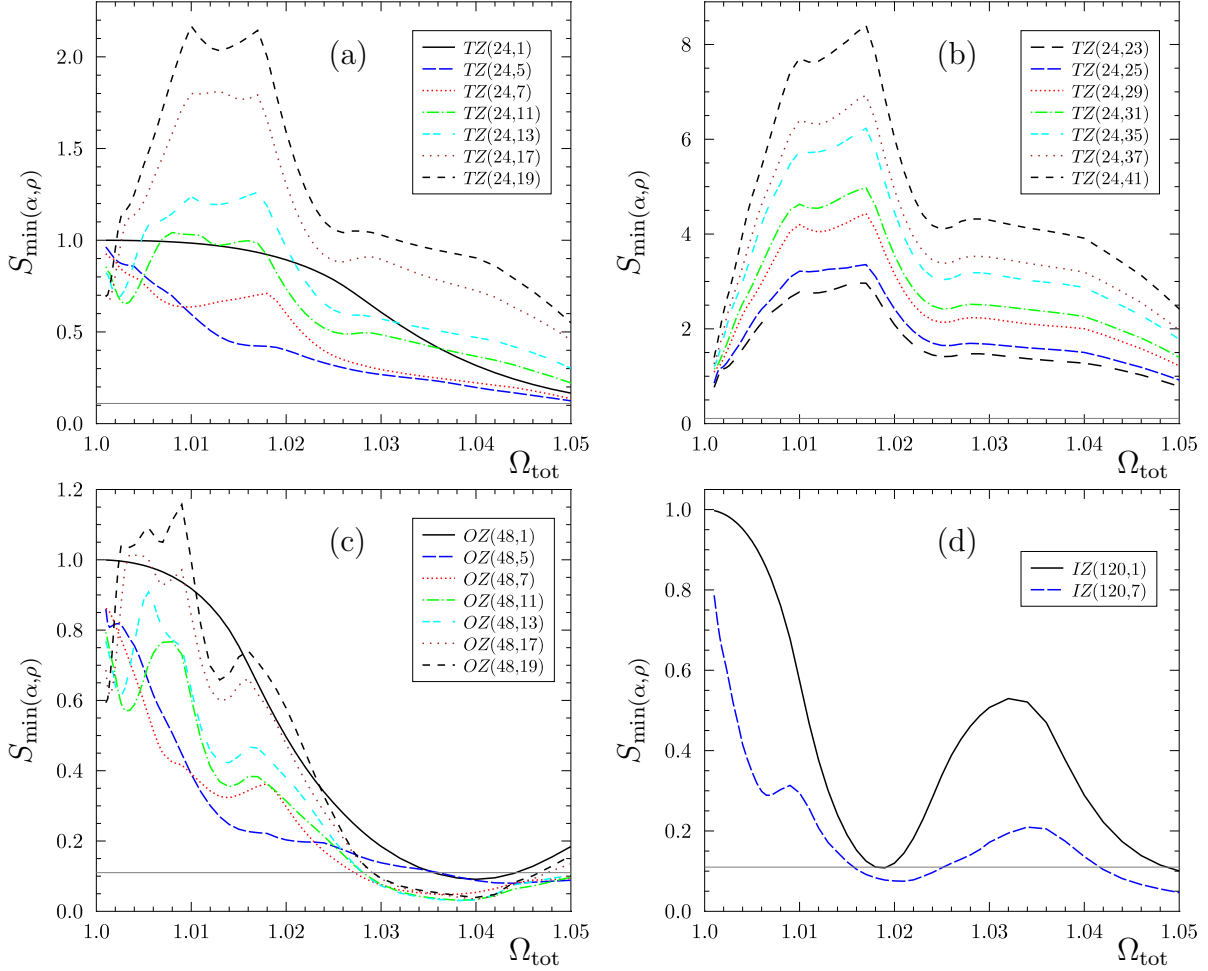 2.0
1.5
1.0
0.5
0.0
S_min(α,ρ)
(a)
TZ(24,1)
TZ(24,5)
TZ(24,7)
TZ(24,11)
TZ(24,13)
TZ(24,17)
TZ(24,19)
1.0 1.01 1.02 1.03 1.04 1.05
Ω_tot
8
6
4
2
0
S_min(α,ρ)
(b)
TZ(24,23)
TZ(24,25)
TZ(24,29)
TZ(24,31)
TZ(24,35)
TZ(24,37)
TZ(24,41)
1.0 1.01 1.02 1.03 1.04 1.05
Ω_tot
1.2
1.0
0.8
0.6
0.4
0.2
0.0
S_min(α,ρ)
(c)
OZ(48,1)
OZ(48,5)
OZ(48,7)
OZ(48,11)
OZ(48,13)
OZ(48,17)
OZ(48,19)
1.0 1.01 1.02 1.03 1.04 1.05
Ω_tot
1.0
0.8
0.6
0.4
0.2
0.0
S_min(α,ρ)
(d)
IZ(120,1)
IZ(120,7)
1.0 1.01 1.02 1.03 1.04 1.05
Ω_tot